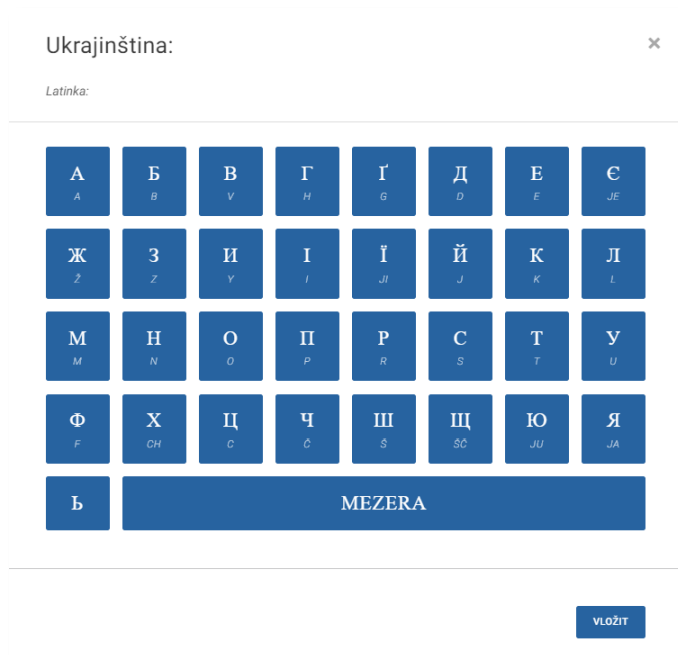 Ukrajinština:
×
Latinka:
А Б В Г Ґ Д Е Є
A B V H G D E JE
Ж З И І Ї Й К Л
Ž Z Y I JI J K L
М Н О П Р С Т У
M N O P R S T U
Ф Х Ц Ч Ш Щ Ю Я
F CH C Č Š ŠČ JU JA
Ь MEZERA
VLOŽIT